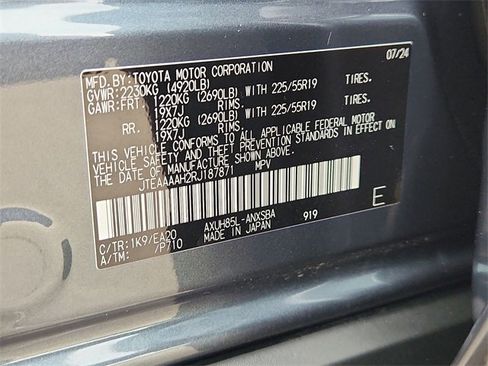 MFD.BY:TOYOTA MOTOR CORPORATION 07/24
GVWR:2230KG (4920LB)
GAWR:FRT. 1220KG (2690LB) WITH 225/55R19 TIRES.
19X7J RIMS.
RR. 1220KG (2690LB) WITH 225/55R19 TIRES.
19X7J RIMS.
THIS VEHICLE CONFORMS TO ALL APPLICABLE FEDERAL MOTOR
VEHICLE SAFETY AND THEFT PREVENTION STANDARDS IN EFFECT ON
THE DATE OF MANUFACTURE SHOWN ABOVE.
JTEAAAAH2RJ187871 MPV
E
C/TR:1K9/EA20 AXUH85L-ANXSBA 919
A/TM: /P710 MADE IN JAPAN